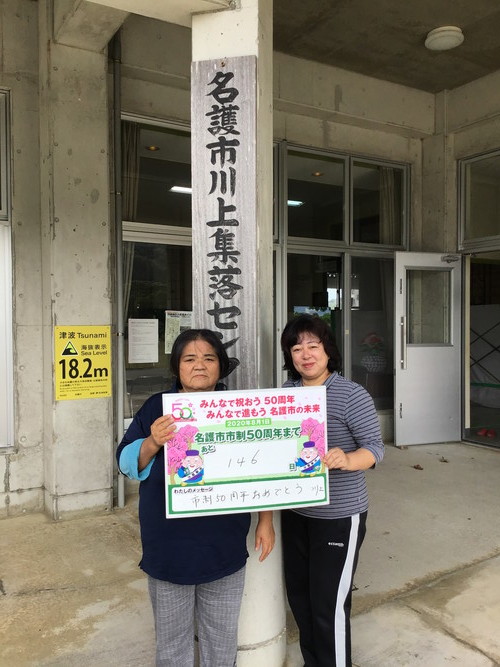 名護市川上集落セン
津波 Tsunami
海抜表示
Sea Level
18.2m
50
みんなで祝おう 50周年
みんなで進もう 名護市の未来
2020年8月1日
名護市市制50周年まで
あと
146
日
わたしのメッセージ
市制50周年おめでとう